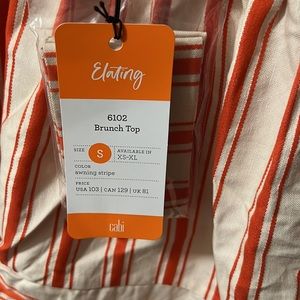 Elating
6102
Brunch Top
SIZE S AVAILABLE IN
XS-XL
COLOR
awning stripe
PRICE
USA 103 | CAN 129 | UK 81
cabi